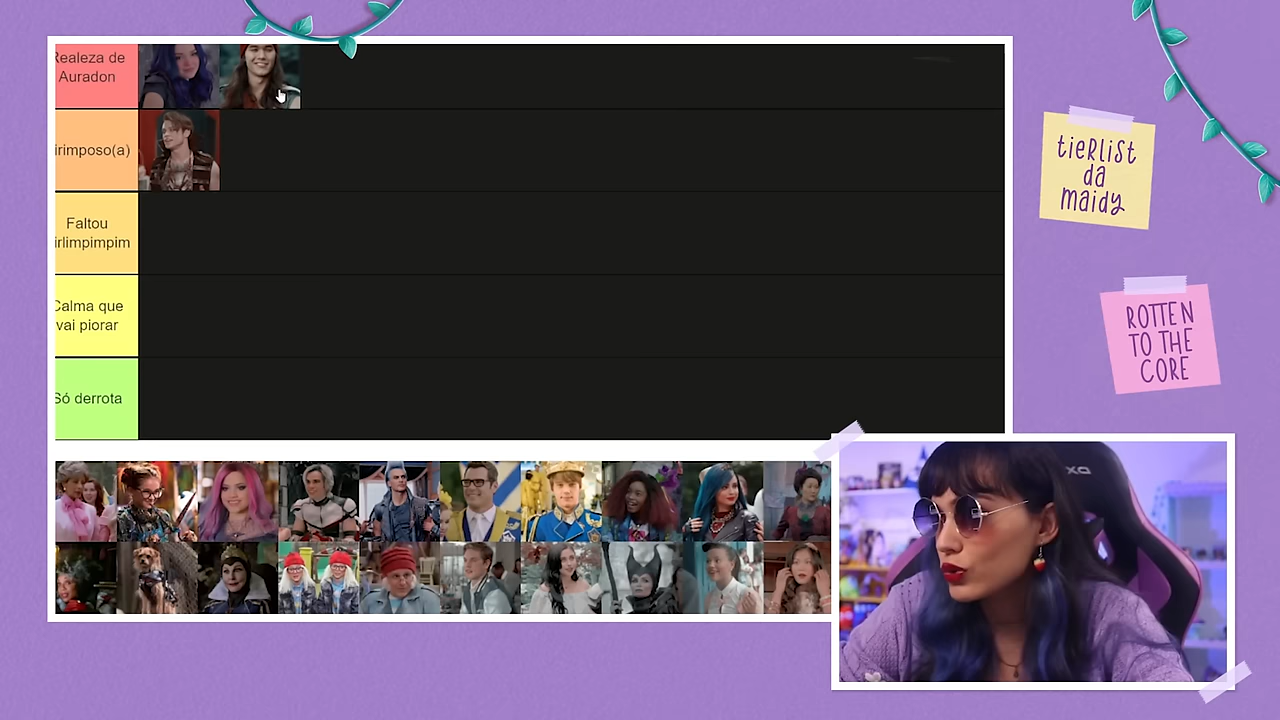 Realeza de
Auradon
irimposo(a)
Faltou
irlimpimpim
Calma que
vai piorar
Só derrota
tieRlist
da
maidy
ROTTEN
TO THE
CORE